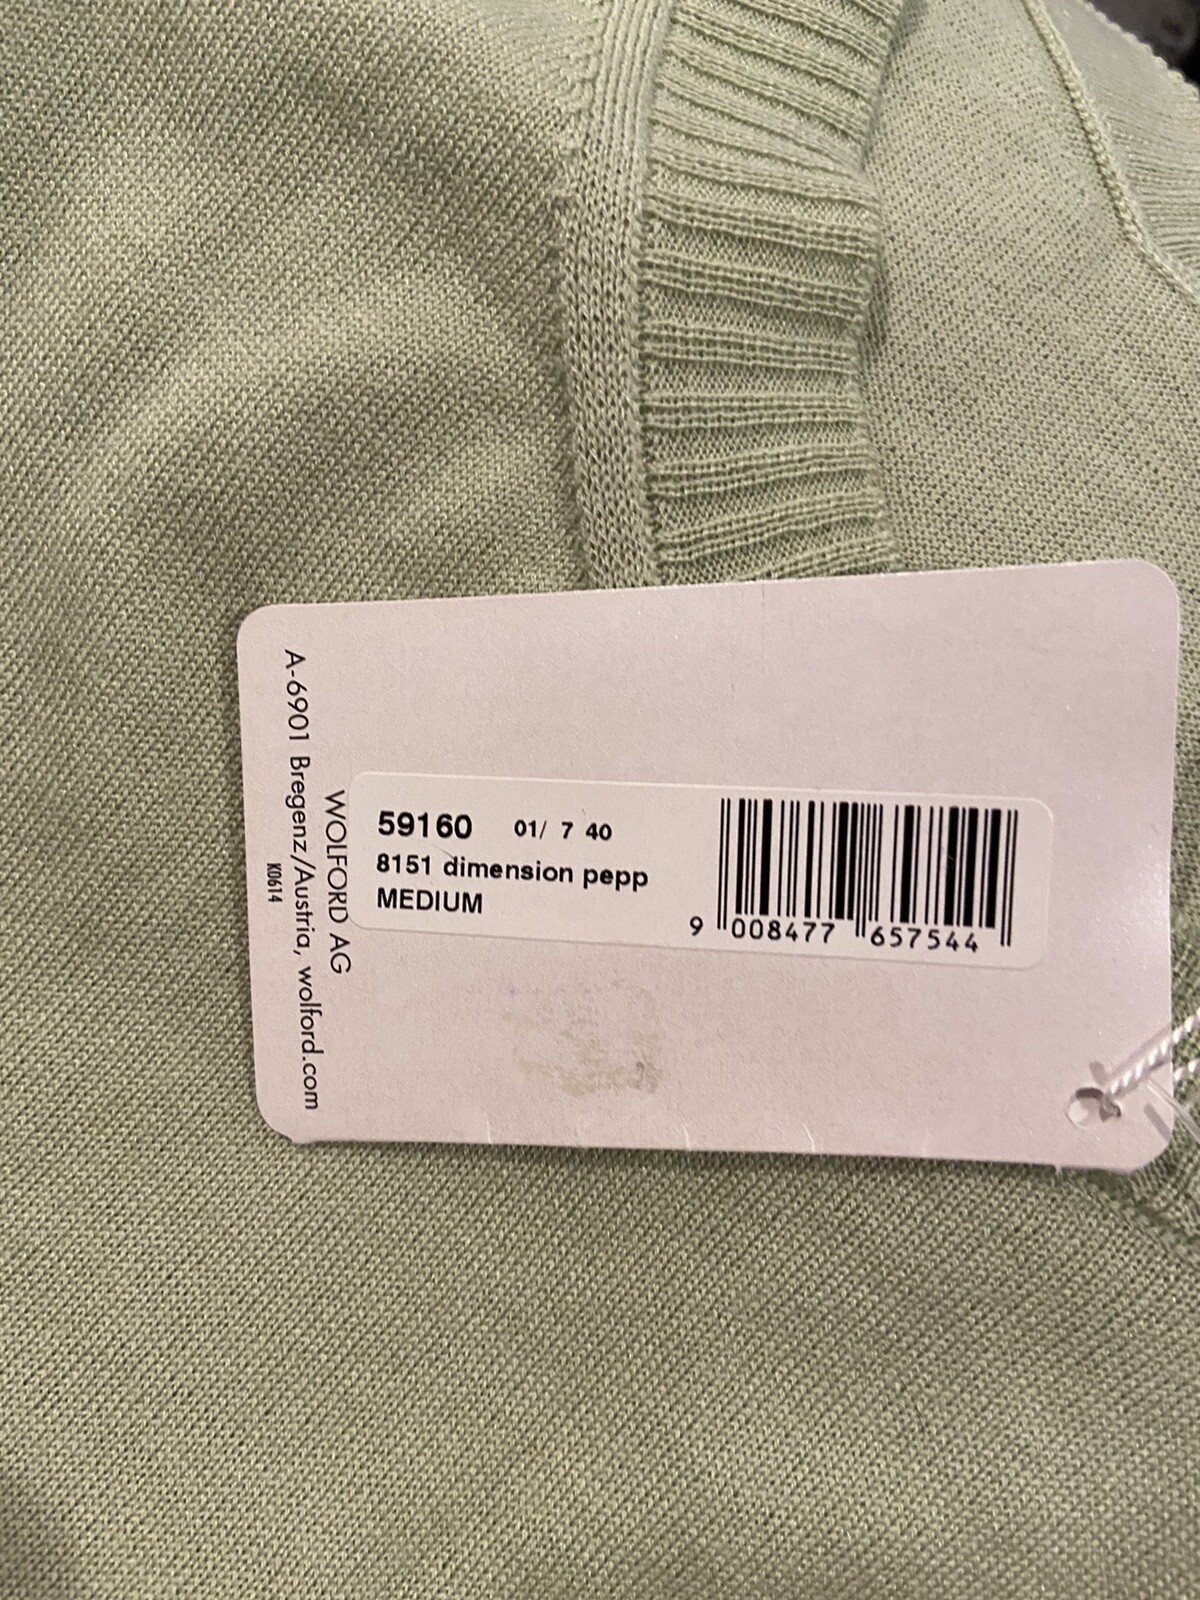 59160 01/ 7 40
8151 dimension pepp
MEDIUM
9 008477 657544
WOLFORD AG
A-6901 Bregenz/Austria, wolford.com
K0614